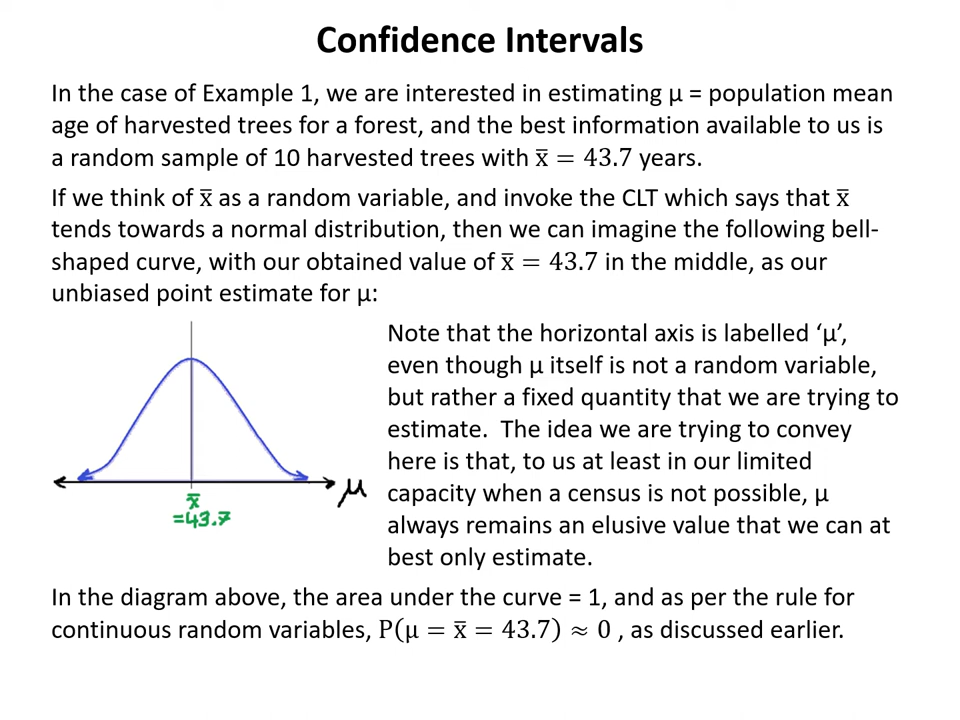 Confidence Intervals
In the case of Example 1, we are interested in estimating μ = population mean
age of harvested trees for a forest, and the best information available to us is
a random sample of 10 harvested trees with x̅ = 43.7 years.
If we think of x̅ as a random variable, and invoke the CLT which says that x̅
tends towards a normal distribution, then we can imagine the following bell-
shaped curve, with our obtained value of x̅ = 43.7 in the middle, as our
unbiased point estimate for μ:
Note that the horizontal axis is labelled ‘μ’,
even though μ itself is not a random variable,
but rather a fixed quantity that we are trying to
estimate.  The idea we are trying to convey
here is that, to us at least in our limited
capacity when a census is not possible, μ
always remains an elusive value that we can at
best only estimate.
μ
x̅
=43.7
In the diagram above, the area under the curve = 1, and as per the rule for
continuous random variables, P(μ = x̅ = 43.7) ≈ 0 , as discussed earlier.